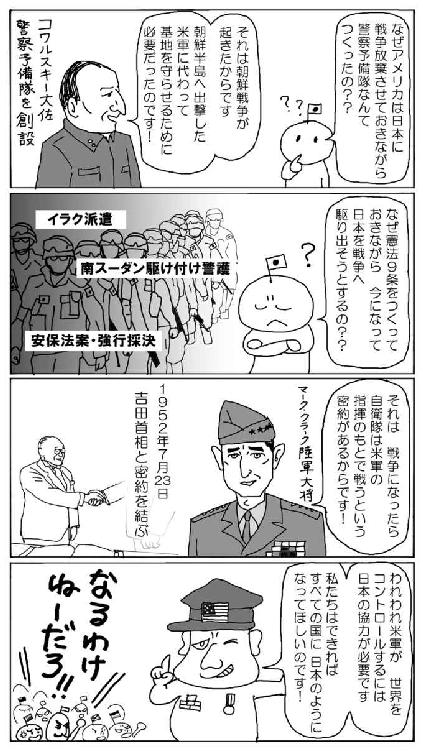 なぜアメリカは日本に
戦争放棄させておきながら
警察予備隊なんて
つくったの??
??
それは朝鮮戦争が
起きたからです
朝鮮半島へ出撃した
米軍に代わって
基地を守らせるために
必要だったのです!
コワルスキー大佐
警察予備隊を創設
なぜ憲法9条をつくって
おきながら 今になって
日本を戦争へ
駆り出そうとするの??
?
イラク派遣
南スーダン駆け付け警護
安保法案・強行採決
それは 戦争になったら
自衛隊は米軍の
指揮のもとで戦うという
密約があるからです!
マーク・クラーク陸軍大将
1952年7月23日
吉田首相と密約を結ぶ
われわれ米軍が 世界を
コントロールするには
日本の協力が必要です
私たちはできれば
すべての国に 日本のように
なってほしいのです!
なるわけ
ねーだろ!!